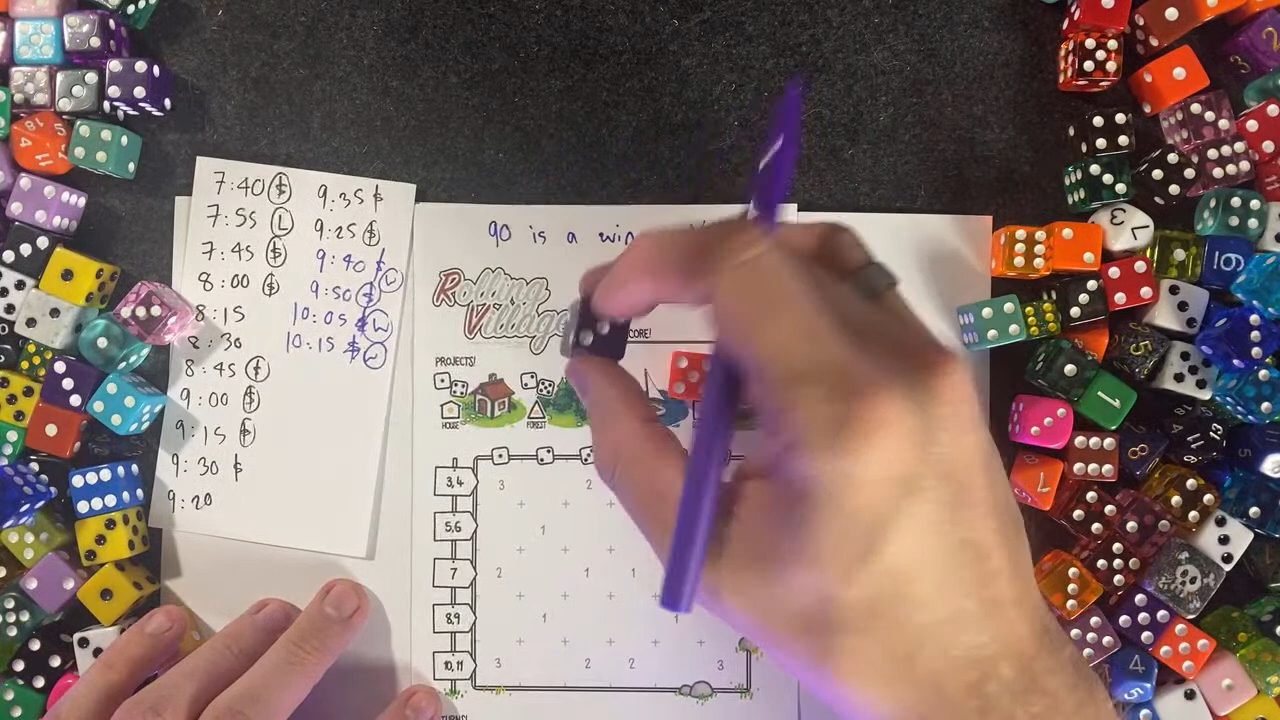 7:40 $
7:55 L
7:45 $
8:00 $
8:15
8:30
8:45 $
9:00 $
9:15 $
9:30 $
9:20
9:35 $
9:25 $
9:40 $
9:50 $ L
10:05 $ W
10:15 $ L
90 is a win
Rolling
Village
SCORE!
PROJECTS!
HOUSE
FOREST
3,4
5,6
7
8,9
10,11
3 2
1
2 1 1
1 1
3 2 2 3
TURNS!